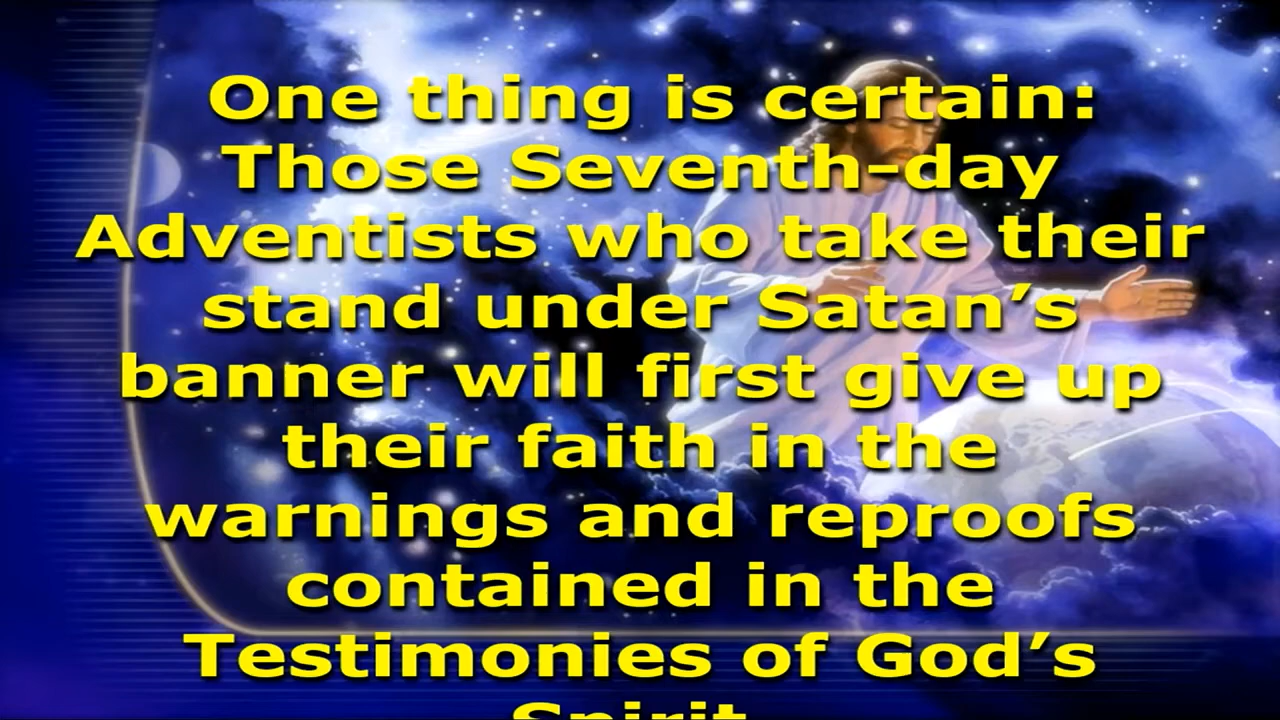 One thing is certain:
Those Seventh-day
Adventists who take their
stand under Satan’s
banner will first give up
their faith in the
warnings and reproofs
contained in the
Testimonies of God’s
Spirit